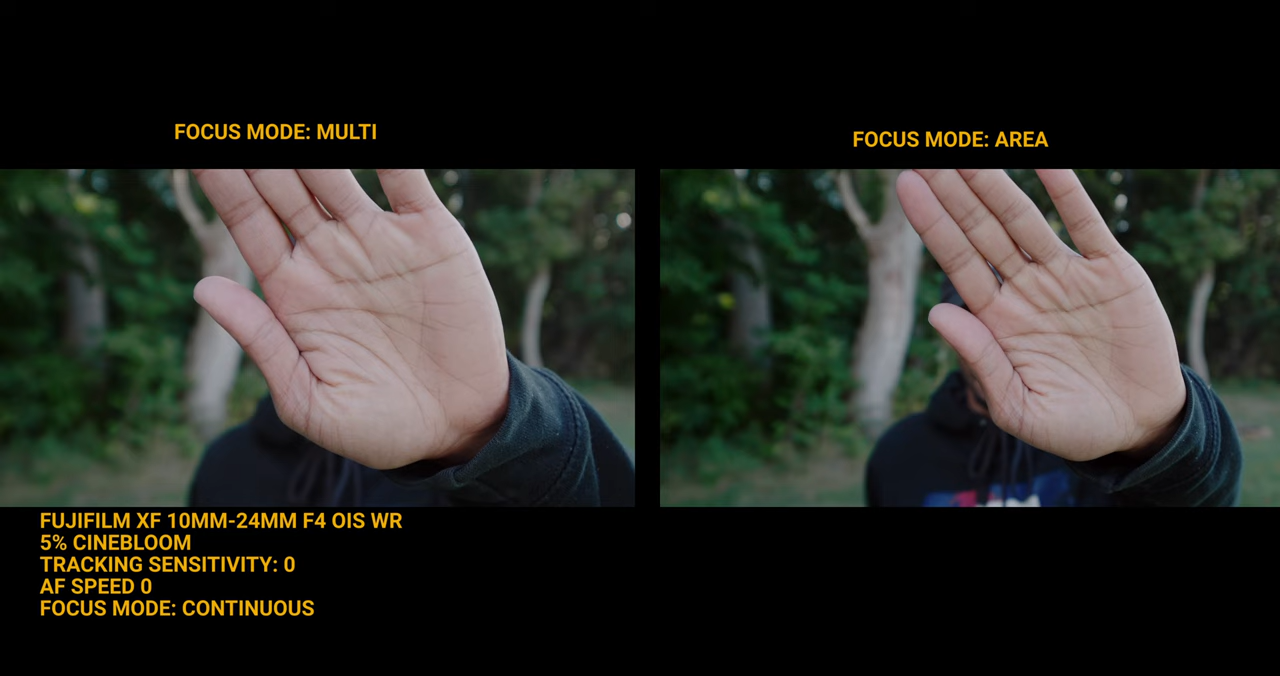 FOCUS MODE: MULTI
FOCUS MODE: AREA
FUJIFILM XF 10MM-24MM F4 OIS WR
5% CINEBLOOM
TRACKING SENSITIVITY: 0
AF SPEED 0
FOCUS MODE: CONTINUOUS